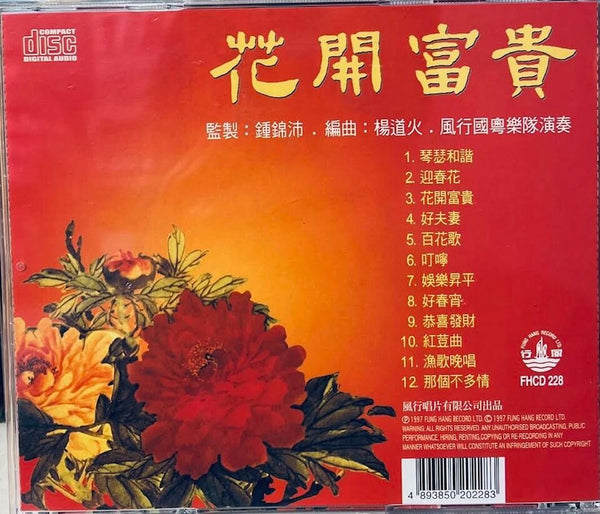 COMPACT
disc
DIGITAL AUDIO
花開富貴
監製：鍾錦沛．編曲：楊道火．風行國粵樂隊演奏
1. 琴瑟和諧
2. 迎春花
3. 花開富貴
4. 好夫妻
5. 百花歌
6. 叮嚀
7. 娛樂昇平
8. 好春宵
9. 恭喜發財
10. 紅荳曲
11. 漁歌晚唱
12. 那個不多情
FUNG HANG RECORD LTD.
風行
FHCD 228
風行唱片有限公司出品
Ⓟ 1997 FUNG HANG RECORD LTD. © 1997 FUNG HANG RECORD LTD.
WARNING: ALL RIGHTS RESERVED. ANY UNAUTHORISED BROADCASTING, PUBLIC
PERFORMANCE, HIRING, RENTING,COPYING OR RE-RECORDING IN ANY
MANNER WHATSOEVER WILL CONSTITUTE AN INFRINGEMENT OF SUCH COPYRIGHT.
4 893850 202283